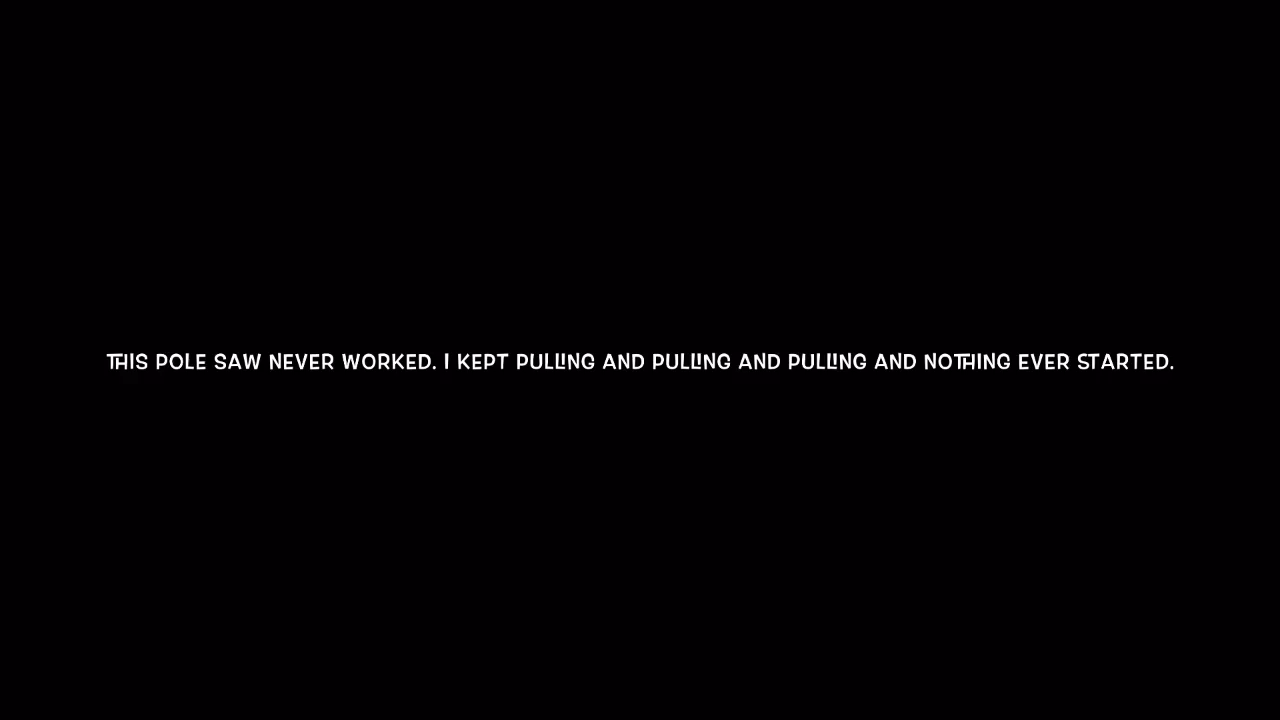 THIS POLE SAW NEVER WORKED. I KEPT PULLING AND PULLING AND PULLING AND NOTHING EVER STARTED.